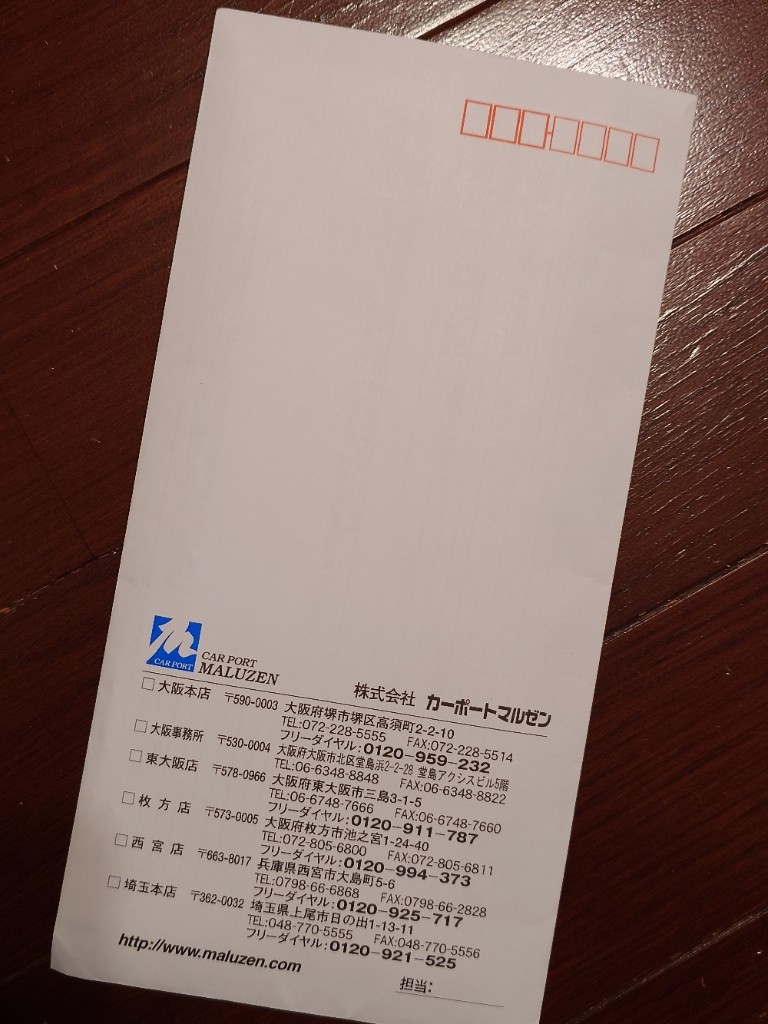 CAR PORT
CAR PORT
MALUZEN
株式会社 カーポートマルゼン
□大阪本店 〒590-0003 大阪府堺市堺区高須町2-2-10
TEL:072-228-5555 FAX:072-228-5514
フリーダイヤル:0120-959-232
□大阪事務所 〒530-0004 大阪府大阪市北区堂島浜2-2-28 堂島アクシスビル5階
TEL:06-6348-8848 FAX:06-6348-8822
□東大阪店 〒578-0966 大阪府東大阪市三島3-1-5
TEL:06-6748-7666 FAX:06-6748-7660
フリーダイヤル:0120-911-787
□枚方店 〒573-0005 大阪府枚方市池之宮1-24-40
TEL:072-805-6800 FAX:072-805-6811
フリーダイヤル:0120-994-373
□西宮店 〒663-8017 兵庫県西宮市大島町5-6
TEL:0798-66-6868 FAX:0798-66-2828
フリーダイヤル:0120-925-717
□埼玉本店 〒362-0032 埼玉県上尾市日の出1-13-11
TEL:048-770-5555 FAX:048-770-5556
フリーダイヤル:0120-921-525
http://www.maluzen.com
担当: